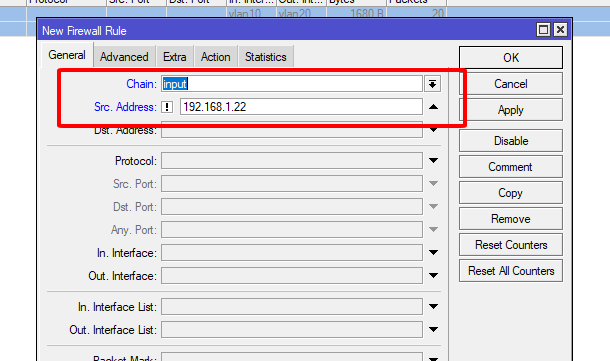 Protocol Src. Port Dst. Port In. Inter... Out. Int... Bytes Packets
vlan10 vlan20 1680 B 20
New Firewall Rule
General Advanced Extra Action Statistics
Chain: input
Src. Address: ! 192.168.1.22
Dst. Address:
Protocol:
Src. Port:
Dst. Port:
Any. Port:
In. Interface:
Out. Interface:
In. Interface List:
Out. Interface List:
Packet Mark:
OK
Cancel
Apply
Disable
Comment
Copy
Remove
Reset Counters
Reset All Counters